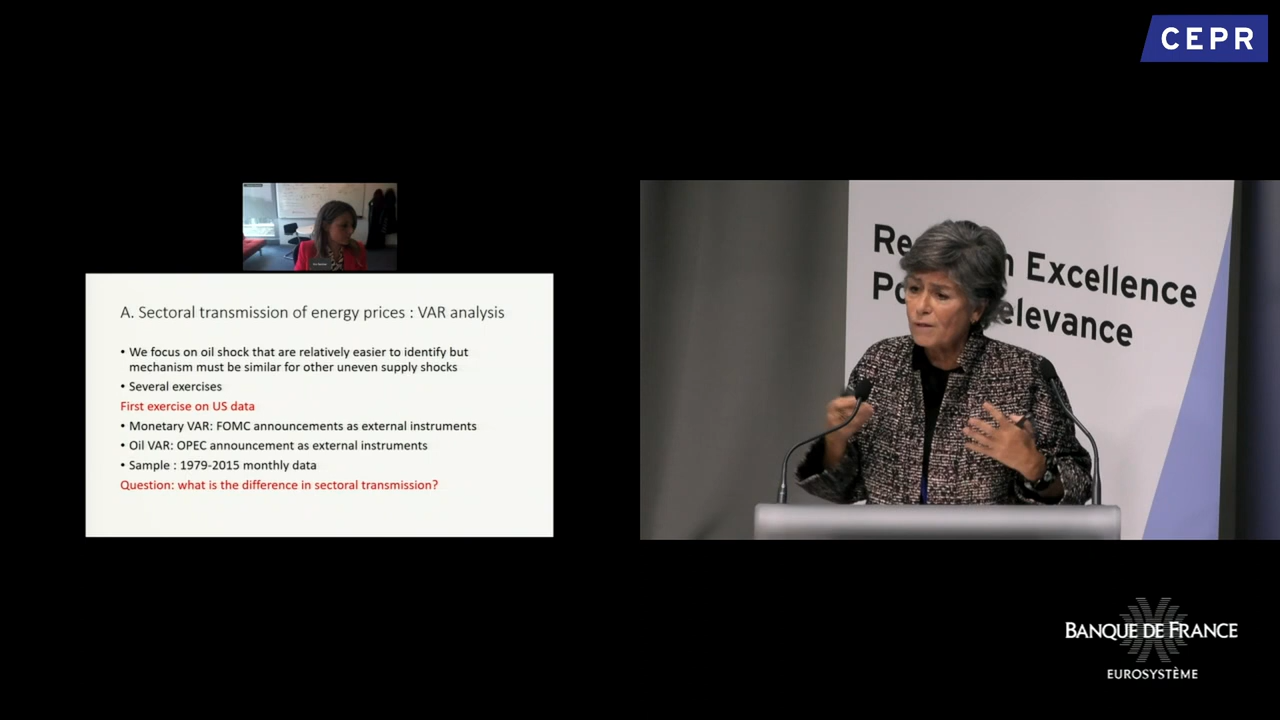 CEPR
A. Sectoral transmission of energy prices : VAR analysis
• We focus on oil shock that are relatively easier to identify but
mechanism must be similar for other uneven supply shocks
• Several exercises
First exercise on US data
• Monetary VAR: FOMC announcements as external instruments
• Oil VAR: OPEC announcement as external instruments
• Sample : 1979-2015 monthly data
Question: what is the difference in sectoral transmission?
Excellence
BANQUE DE FRANCE
EUROSYSTÈME